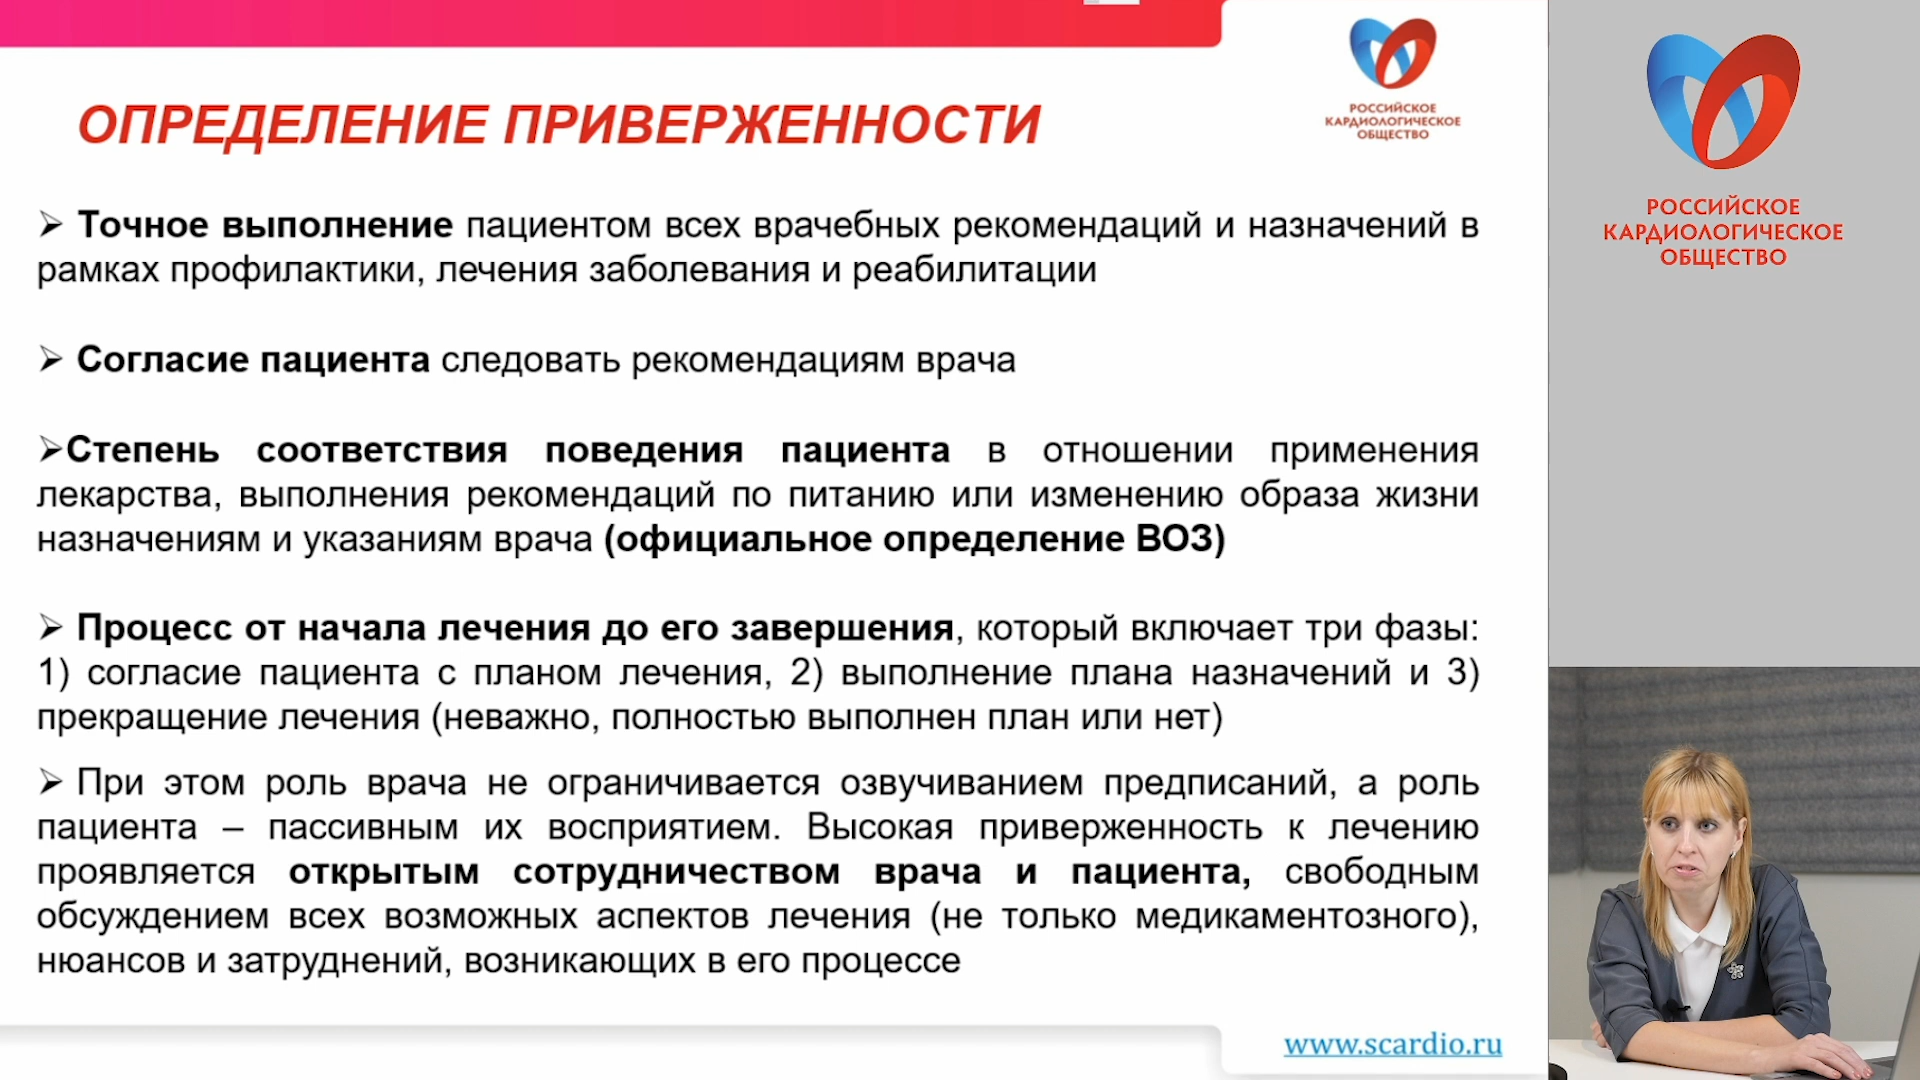 ОПРЕДЕЛЕНИЕ ПРИВЕРЖЕННОСТИ
РОССИЙСКОЕ
КАРДИОЛОГИЧЕСКОЕ
ОБЩЕСТВО
➢ Точное выполнение пациентом всех врачебных рекомендаций и назначений в
рамках профилактики, лечения заболевания и реабилитации
➢ Согласие пациента следовать рекомендациям врача
➢Степень соответствия поведения пациента в отношении применения
лекарства, выполнения рекомендаций по питанию или изменению образа жизни
назначениям и указаниям врача (официальное определение ВОЗ)
➢ Процесс от начала лечения до его завершения, который включает три фазы:
1) согласие пациента с планом лечения, 2) выполнение плана назначений и 3)
прекращение лечения (неважно, полностью выполнен план или нет)
➢ При этом роль врача не ограничивается озвучиванием предписаний, а роль
пациента – пассивным их восприятием. Высокая приверженность к лечению
проявляется открытым сотрудничеством врача и пациента, свободным
обсуждением всех возможных аспектов лечения (не только медикаментозного),
нюансов и затруднений, возникающих в его процессе
www.scardio.ru
РОССИЙСКОЕ
КАРДИОЛОГИЧЕСКОЕ
ОБЩЕСТВО